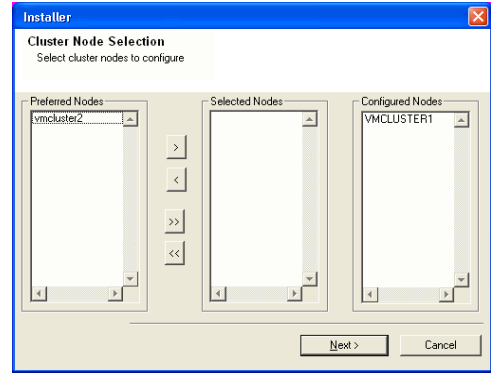 Installer
Cluster Node Selection
Select cluster nodes to configure
Preferred Nodes
vmcluster2
>
<
>>
<<
Selected Nodes
Configured Nodes
VMCLUSTER1
Next >
Cancel